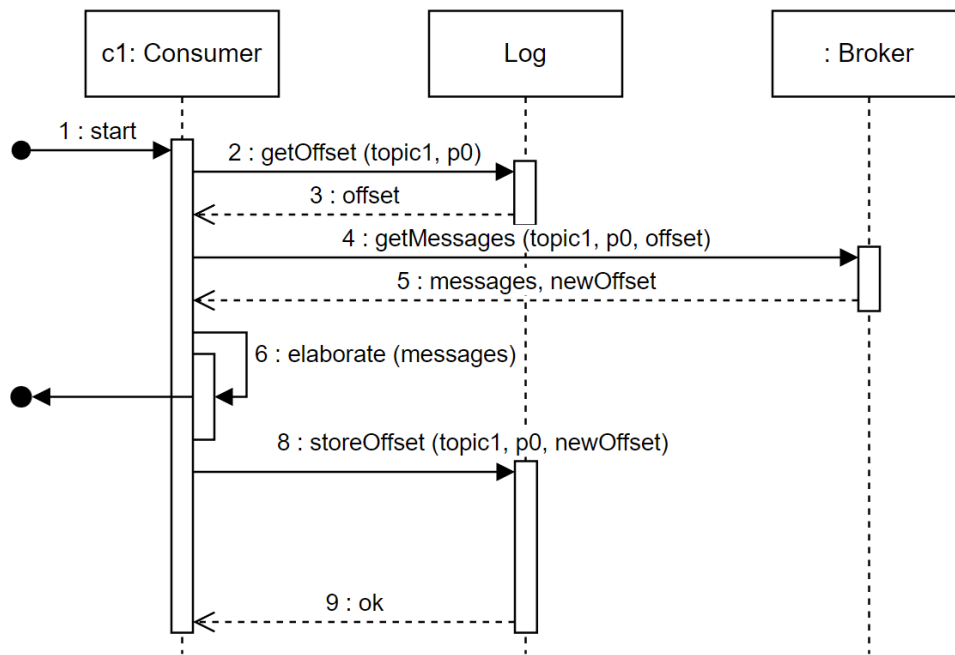 c1: Consumer
Log
: Broker
1 : start
2 : getOffset (topic1, p0)
3 : offset
4 : getMessages (topic1, p0, offset)
5 : messages, newOffset
6 : elaborate (messages)
8 : storeOffset (topic1, p0, newOffset)
9 : ok